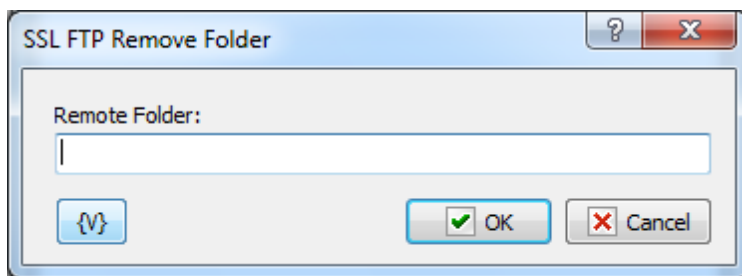 SSL FTP Remove Folder
Remote Folder:
{V}
OK
Cancel